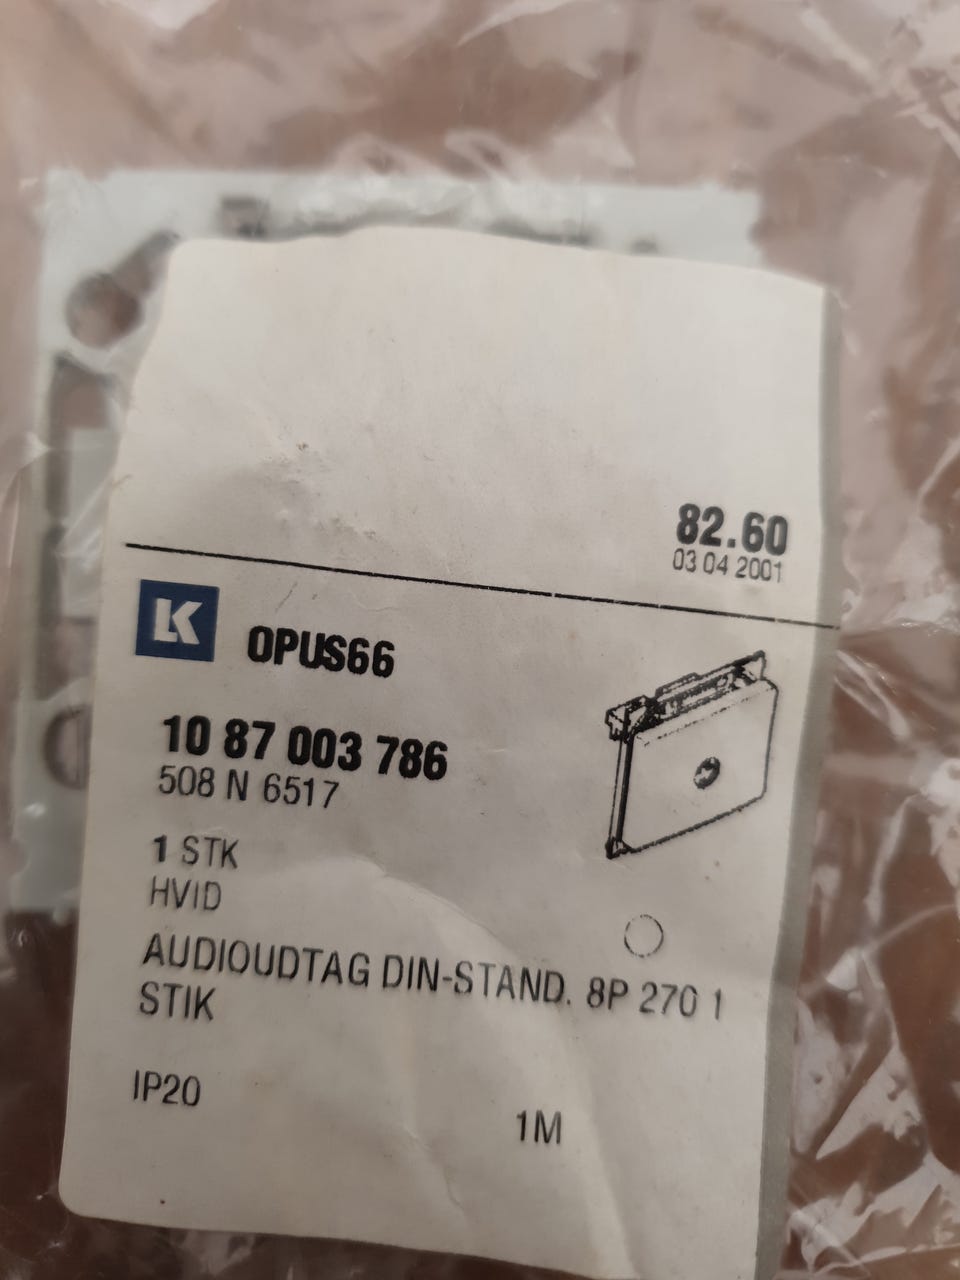 82.60
03 04 2001
LK
OPUS66
10 87 003 786
508 N 6517
1 STK
HVID
AUDIOUDTAG DIN-STAND. 8P 270 1
STIK
IP20
1M